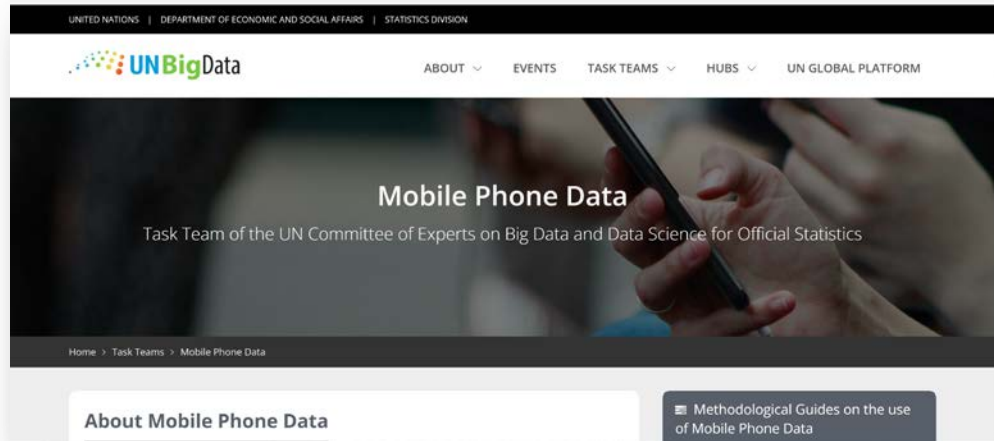 UNITED NATIONS | DEPARTMENT OF ECONOMIC AND SOCIAL AFFAIRS | STATISTICS DIVISION
UNBigData
ABOUT EVENTS TASK TEAMS HUBS UN GLOBAL PLATFORM
Mobile Phone Data
Task Team of the UN Committee of Experts on Big Data and Data Science for Official Statistics
Home > Task Teams > Mobile Phone Data
About Mobile Phone Data
Methodological Guides on the use
of Mobile Phone Data